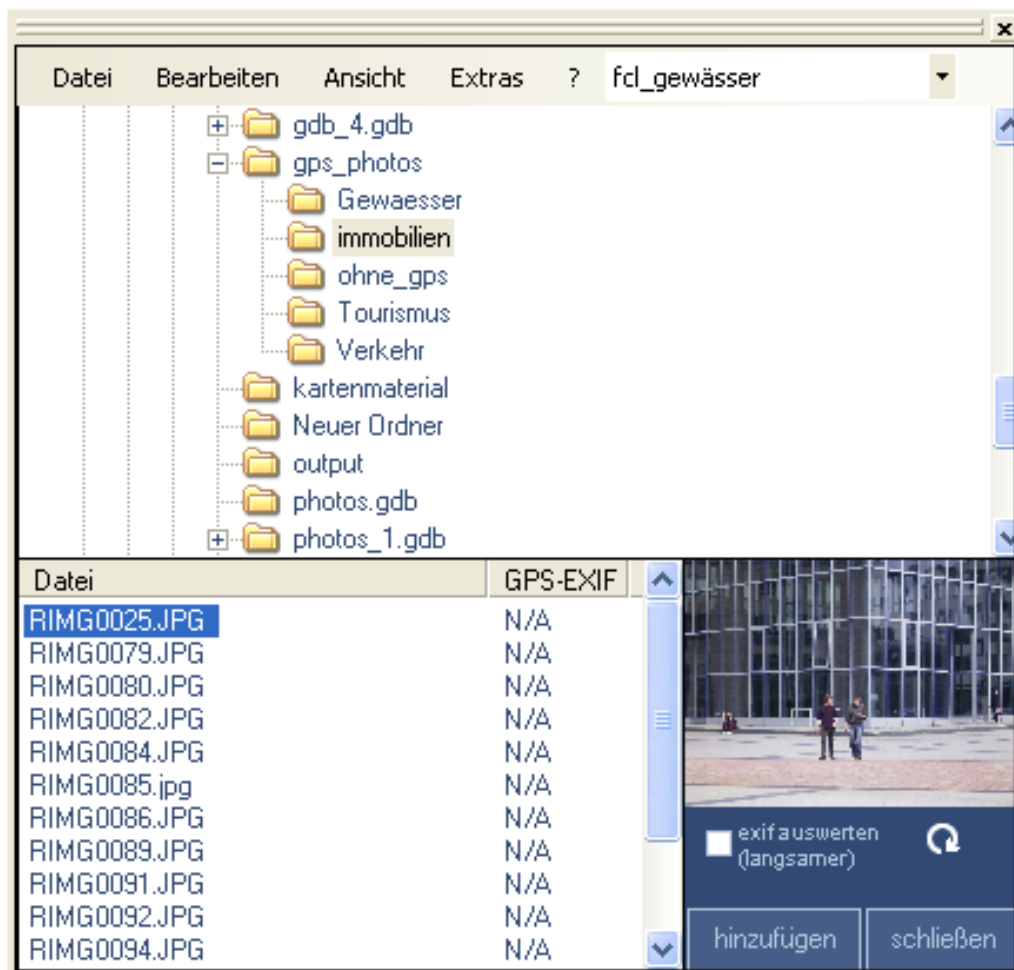 Datei Bearbeiten Ansicht Extras ? fcl_gewässer
gdb_4.gdb
gps_photos
Gewaesser
immobilien
ohne_gps
Tourismus
Verkehr
kartenmaterial
Neuer Ordner
output
photos.gdb
photos_1.gdb
Datei GPS-EXIF
RIMG0025.JPG N/A
RIMG0079.JPG N/A
RIMG0080.JPG N/A
RIMG0082.JPG N/A
RIMG0084.JPG N/A
RIMG0085.jpg N/A
RIMG0086.JPG N/A
RIMG0089.JPG N/A
RIMG0091.JPG N/A
RIMG0092.JPG N/A
RIMG0094.JPG N/A
exif auswerten
(langsamer)
hinzufügen schließen